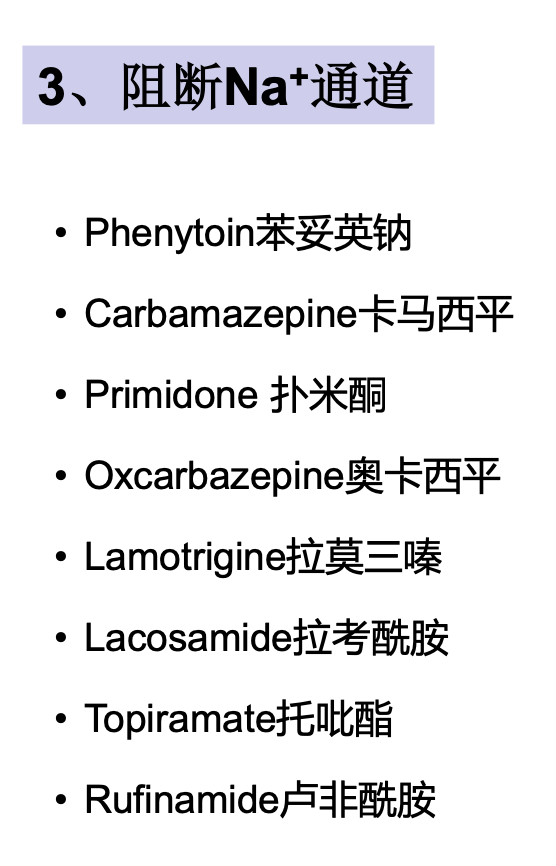 3、阻断Na⁺通道
• Phenytoin苯妥英钠
• Carbamazepine卡马西平
• Primidone 扑米酮
• Oxcarbazepine奥卡西平
• Lamotrigine拉莫三嗪
• Lacosamide拉考酰胺
• Topiramate托吡酯
• Rufinamide卢非酰胺